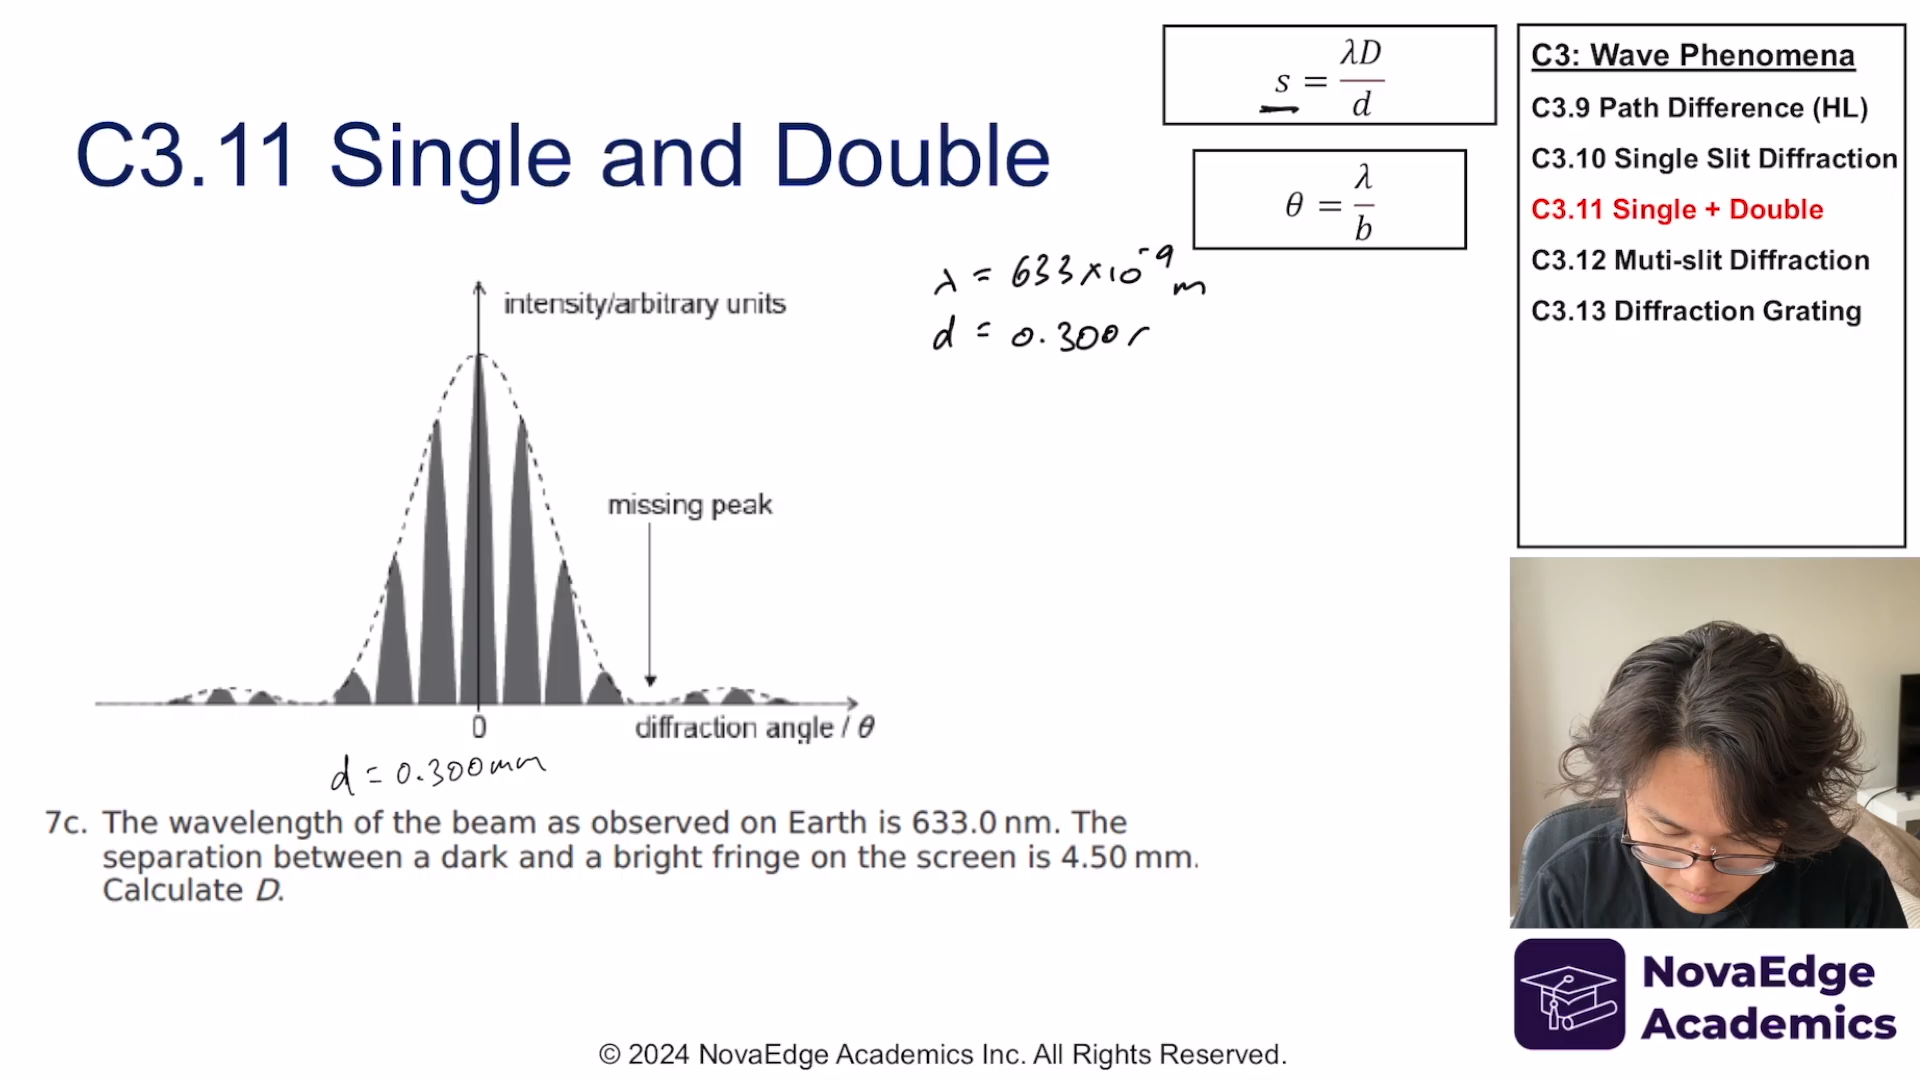 C3.11 Single and Double
s = λD / d
θ = λ / b
C3: Wave Phenomena
C3.9 Path Difference (HL)
C3.10 Single Slit Diffraction
C3.11 Single + Double
C3.12 Muti-slit Diffraction
C3.13 Diffraction Grating
λ = 633×10⁻⁹ m
d = 0.300
intensity/arbitrary units
missing peak
0
diffraction angle / θ
d = 0.300mm
7c. The wavelength of the beam as observed on Earth is 633.0 nm. The
separation between a dark and a bright fringe on the screen is 4.50 mm.
Calculate D.
NovaEdge
Academics
© 2024 NovaEdge Academics Inc. All Rights Reserved.